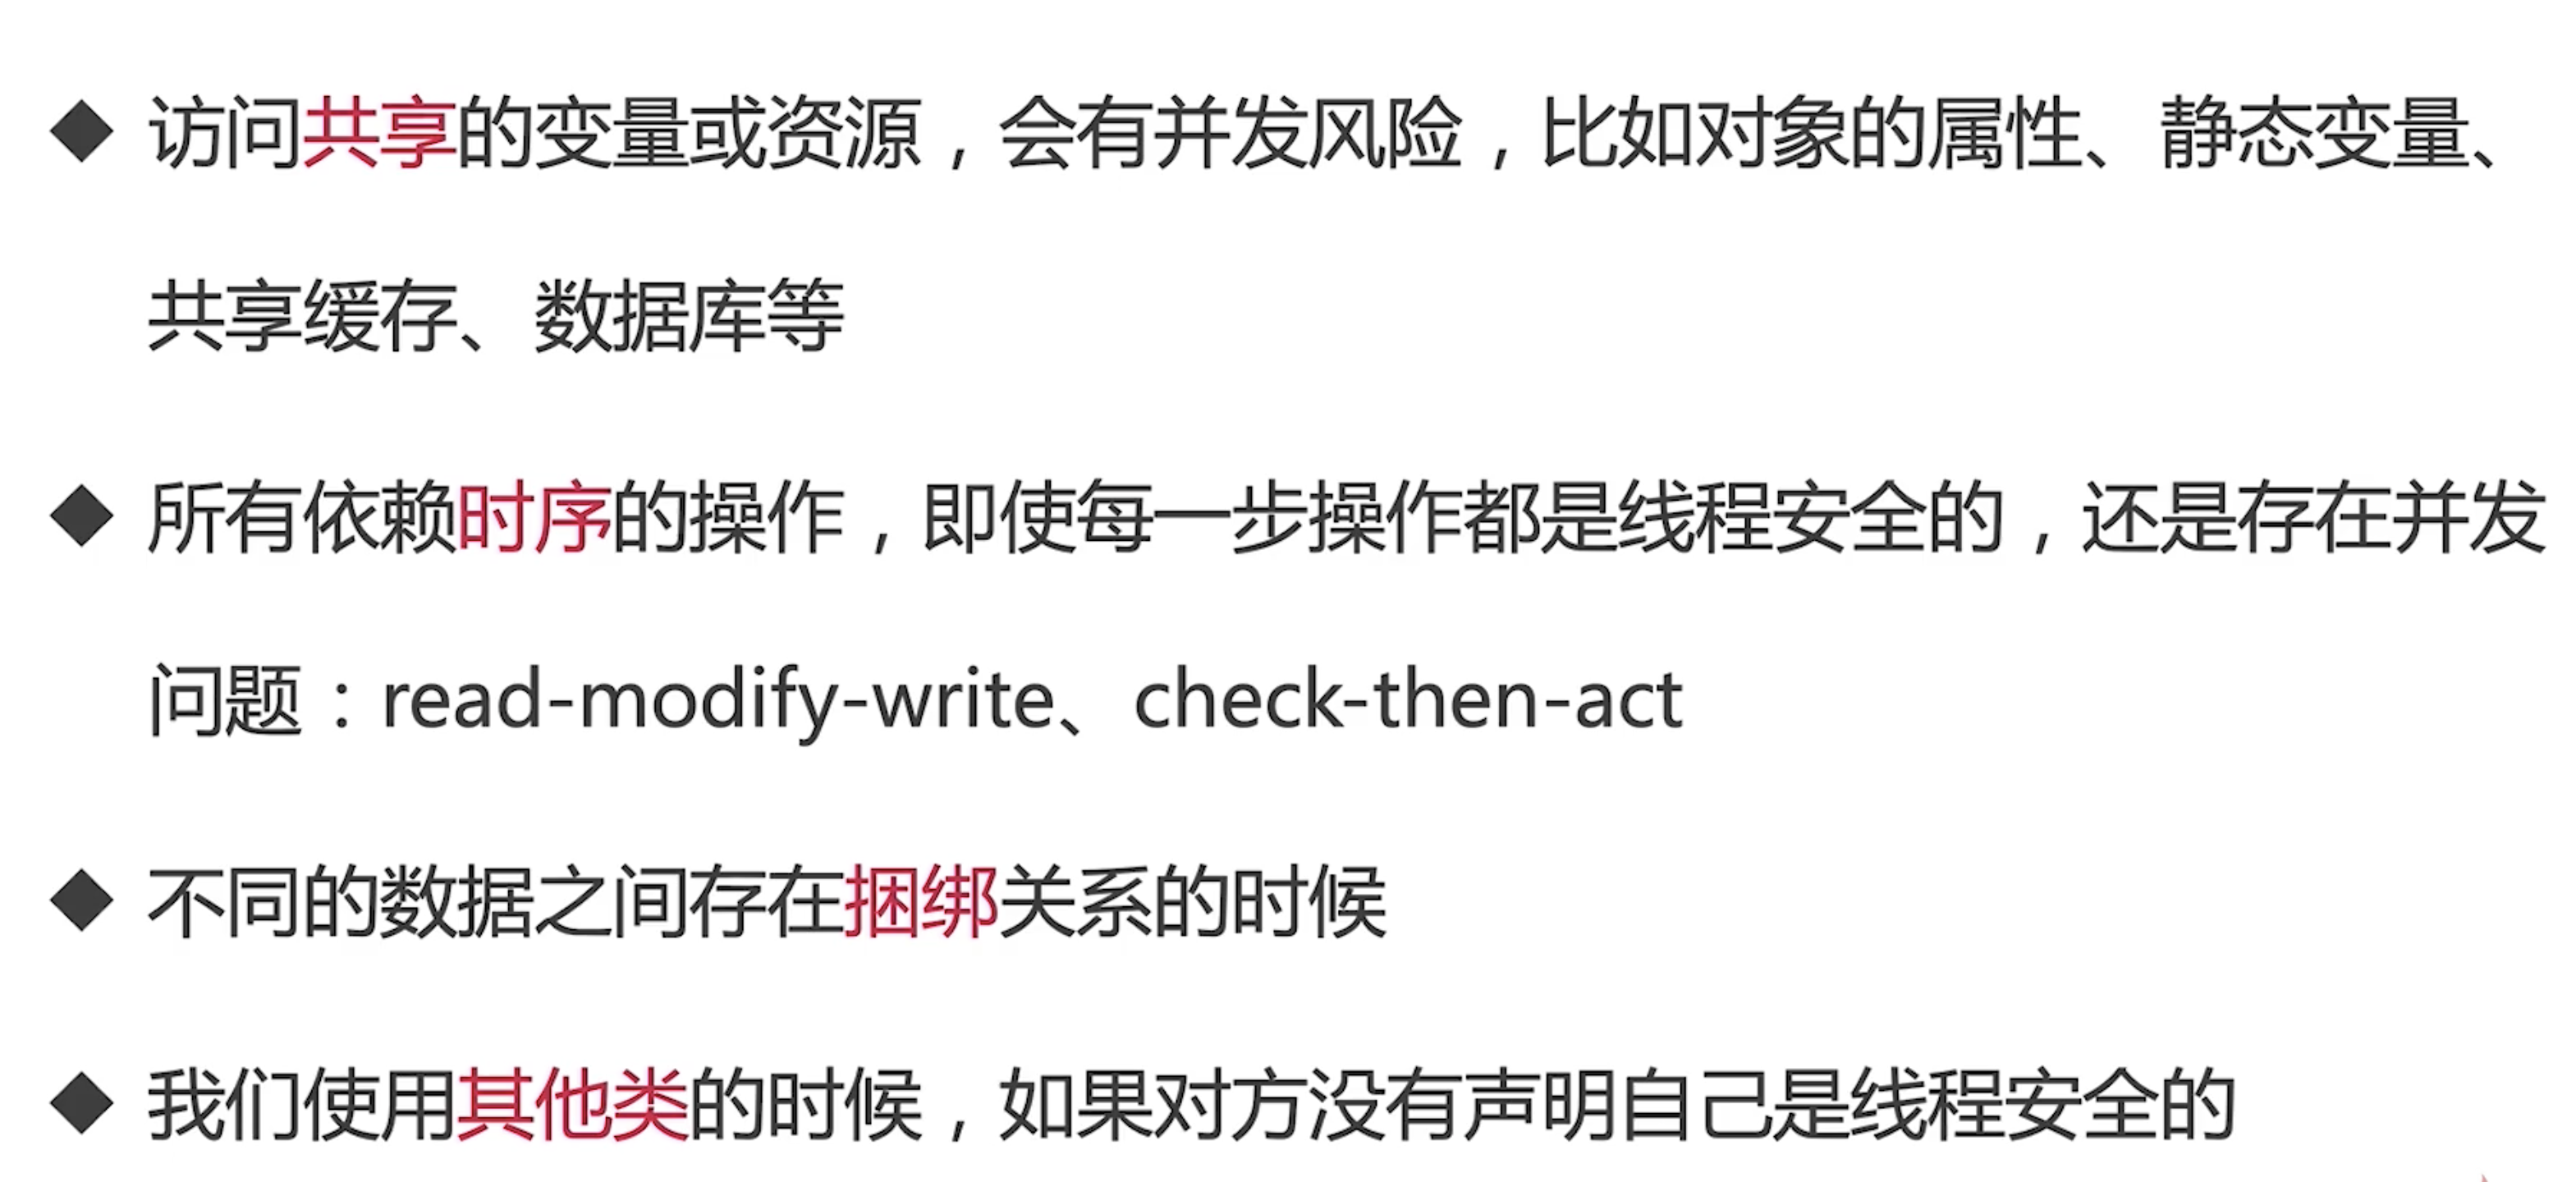 ◆ 访问共享的变量或资源，会有并发风险，比如对象的属性、静态变量、
共享缓存、数据库等
◆ 所有依赖时序的操作，即使每一步操作都是线程安全的，还是存在并发
问题：read-modify-write、check-then-act
◆ 不同的数据之间存在捆绑关系的时候
◆ 我们使用其他类的时候，如果对方没有声明自己是线程安全的